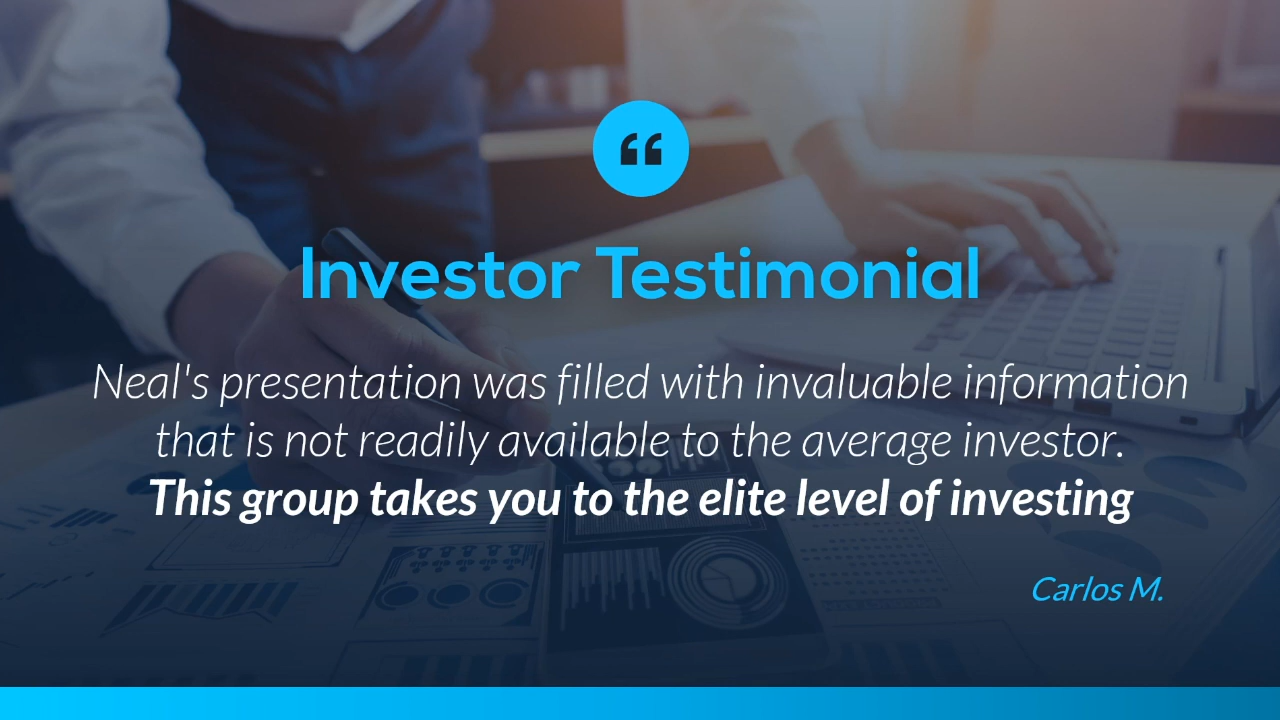 “
Investor Testimonial
Neal's presentation was filled with invaluable information
that is not readily available to the average investor.
This group takes you to the elite level of investing
Carlos M.